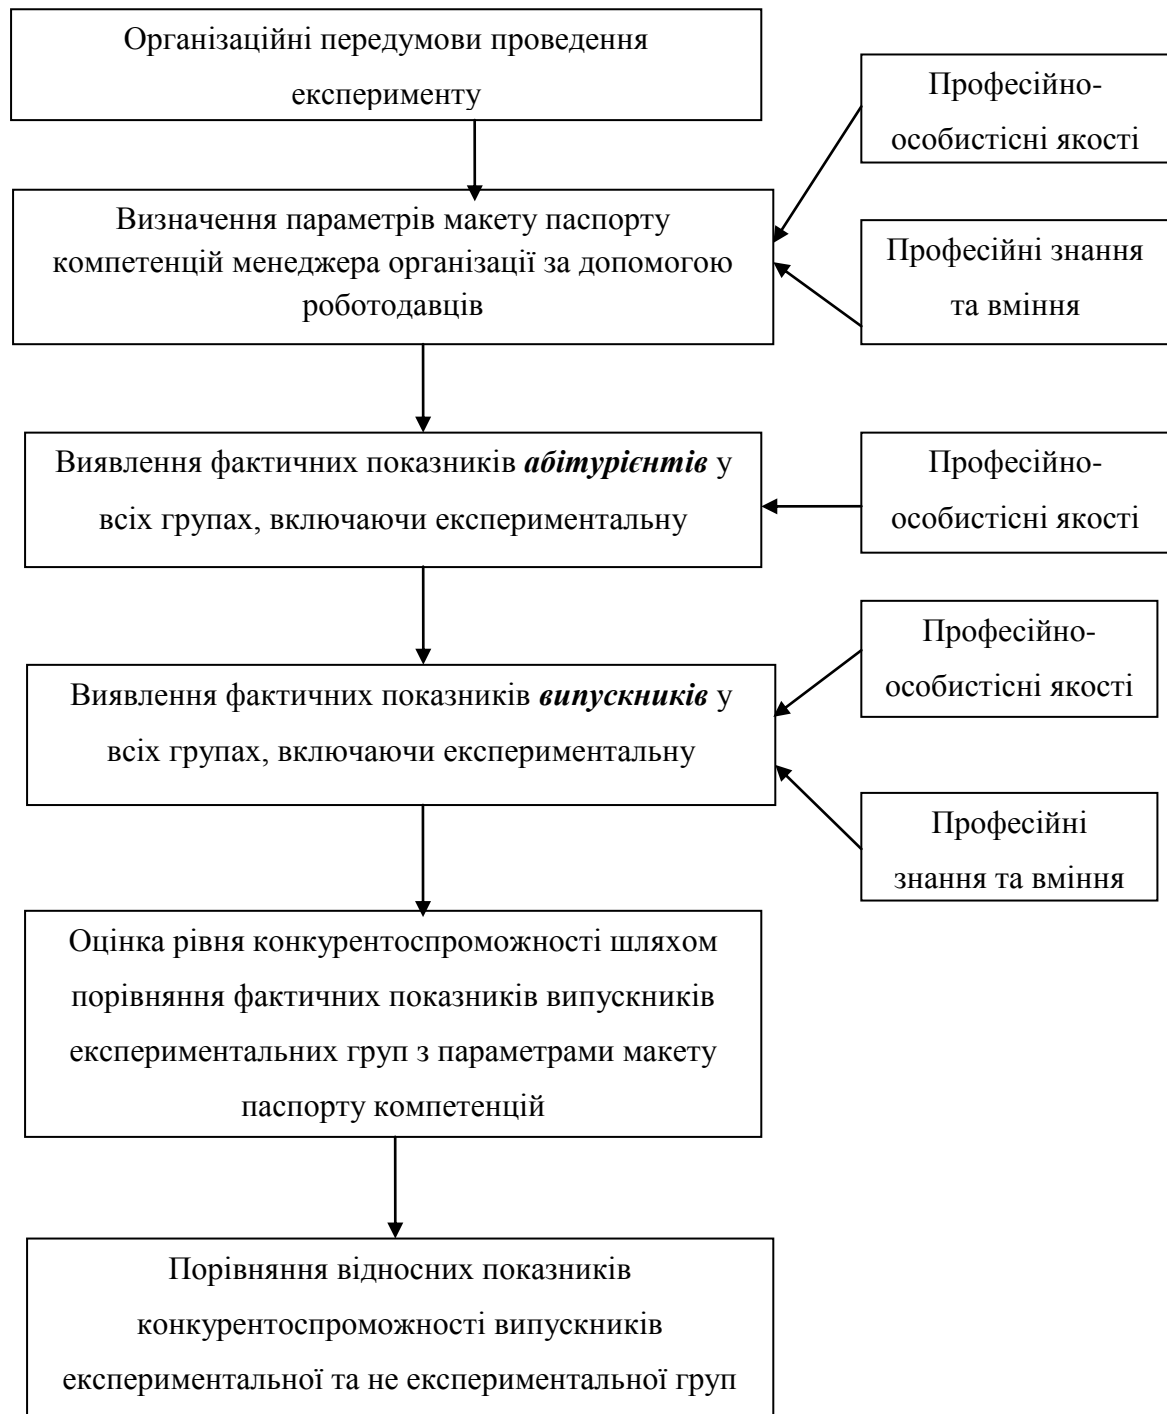 Організаційні передумови проведення
експерименту
Професійно-
особистісні якості
Визначення параметрів макету паспорту
компетенцій менеджера організації за допомогою
роботодавців
Професійні знання
та вміння
Виявлення фактичних показників абітурієнтів у
всіх групах, включаючи експериментальну
Професійно-
особистісні якості
Виявлення фактичних показників випускників у
всіх групах, включаючи експериментальну
Професійно-
особистісні якості
Професійні
знання та вміння
Оцінка рівня конкурентоспроможності шляхом
порівняння фактичних показників випускників
експериментальних груп з параметрами макету
паспорту компетенцій
Порівняння відносних показників
конкурентоспроможності випускників
експериментальної та не експериментальної груп